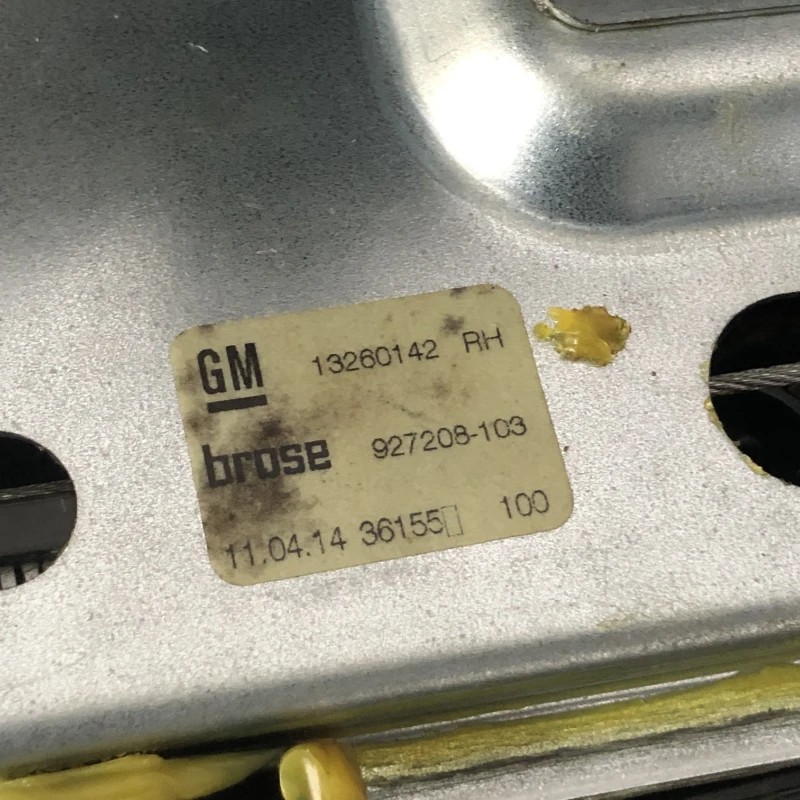 GM 13260142 RH
brose 927208-103
11.04.14 36155▯ 100